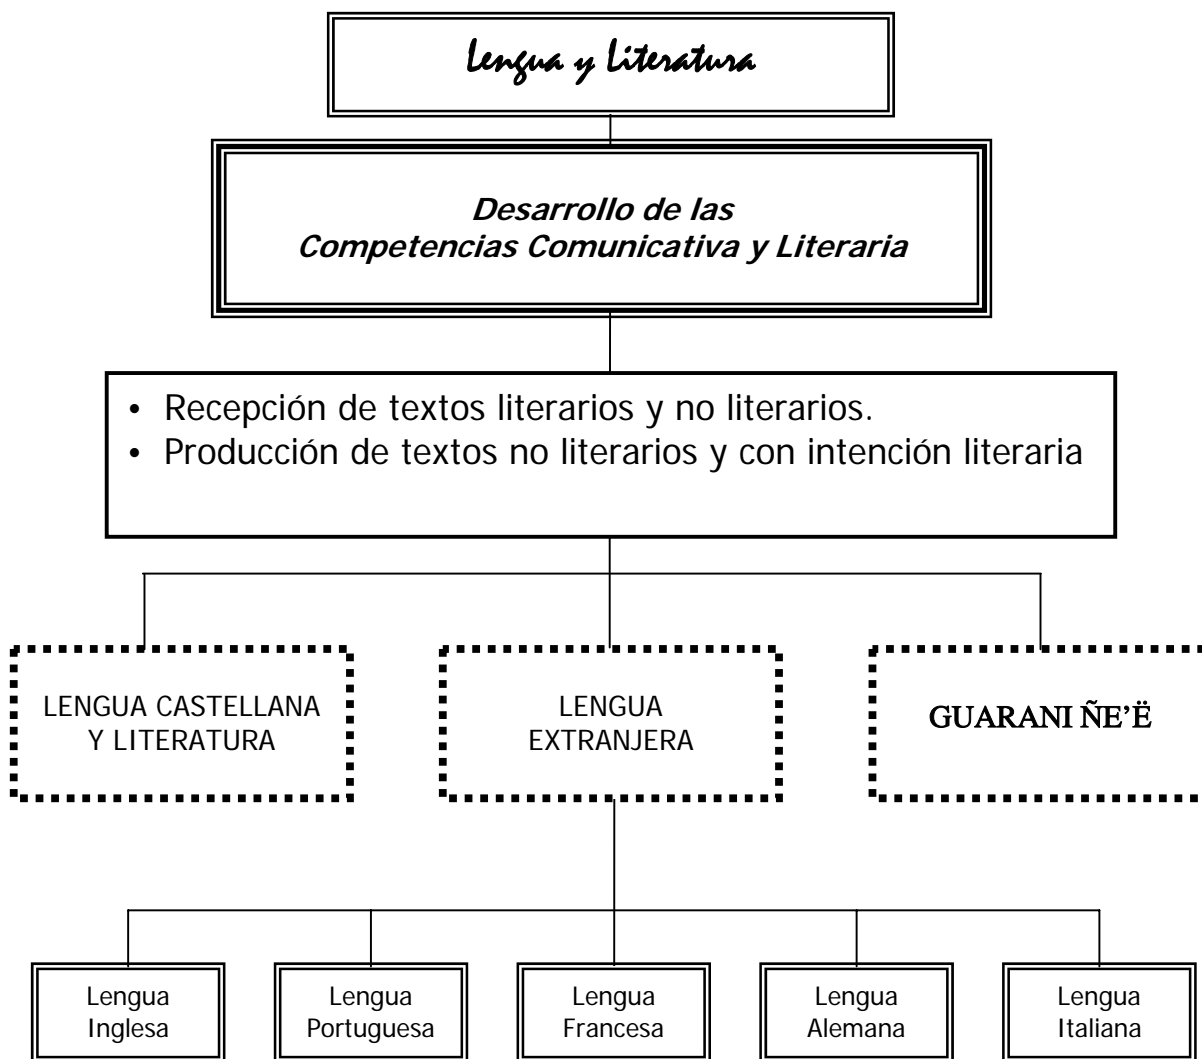 Lengua y Literatura
Desarrollo de las
Competencias Comunicativa y Literaria
• Recepción de textos literarios y no literarios.
• Producción de textos no literarios y con intención literaria
LENGUA CASTELLANA
Y LITERATURA
LENGUA
EXTRANJERA
GUARANI ÑE’Ë
Lengua
Inglesa
Lengua
Portuguesa
Lengua
Francesa
Lengua
Alemana
Lengua
Italiana